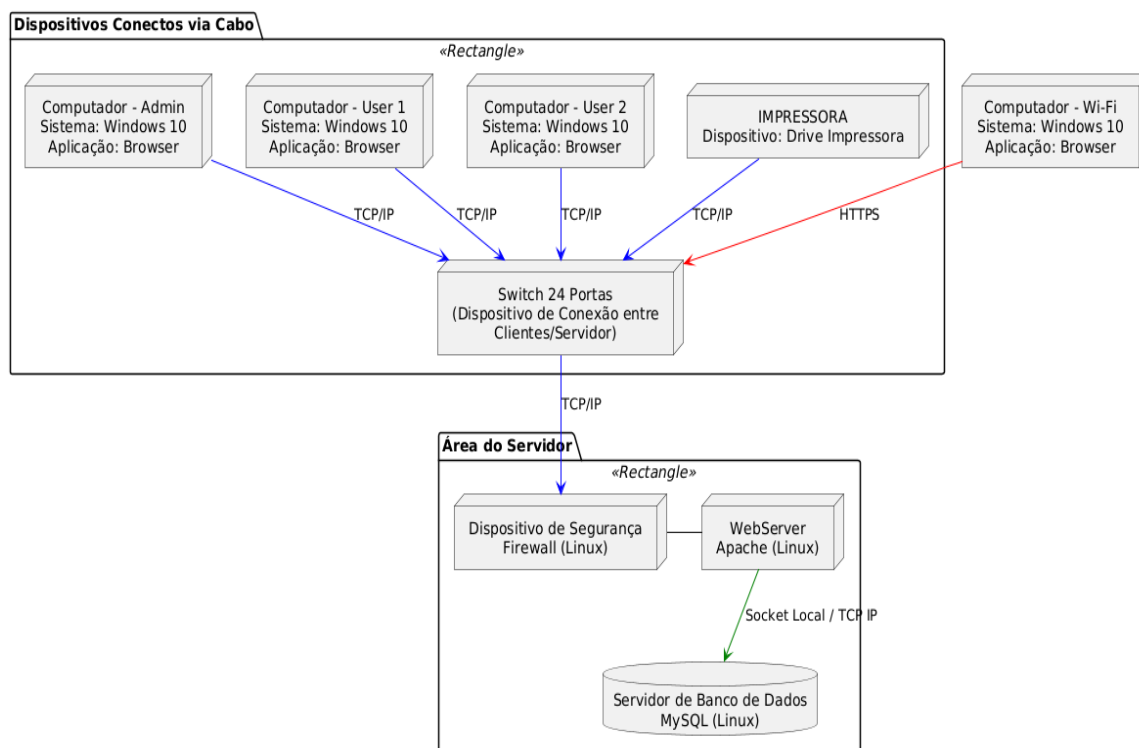 Dispositivos Conectos via Cabo
«Rectangle»
Computador - Admin
Sistema: Windows 10
Aplicação: Browser
Computador - User 1
Sistema: Windows 10
Aplicação: Browser
Computador - User 2
Sistema: Windows 10
Aplicação: Browser
IMPRESSORA
Dispositivo: Drive Impressora
Computador - Wi-Fi
Sistema: Windows 10
Aplicação: Browser
TCP/IP
TCP/IP
TCP/IP
TCP/IP
HTTPS
Switch 24 Portas
(Dispositivo de Conexão entre
Clientes/Servidor)
TCP/IP
Área do Servidor
«Rectangle»
Dispositivo de Segurança
Firewall (Linux)
WebServer
Apache (Linux)
Socket Local / TCP IP
Servidor de Banco de Dados
MySQL (Linux)